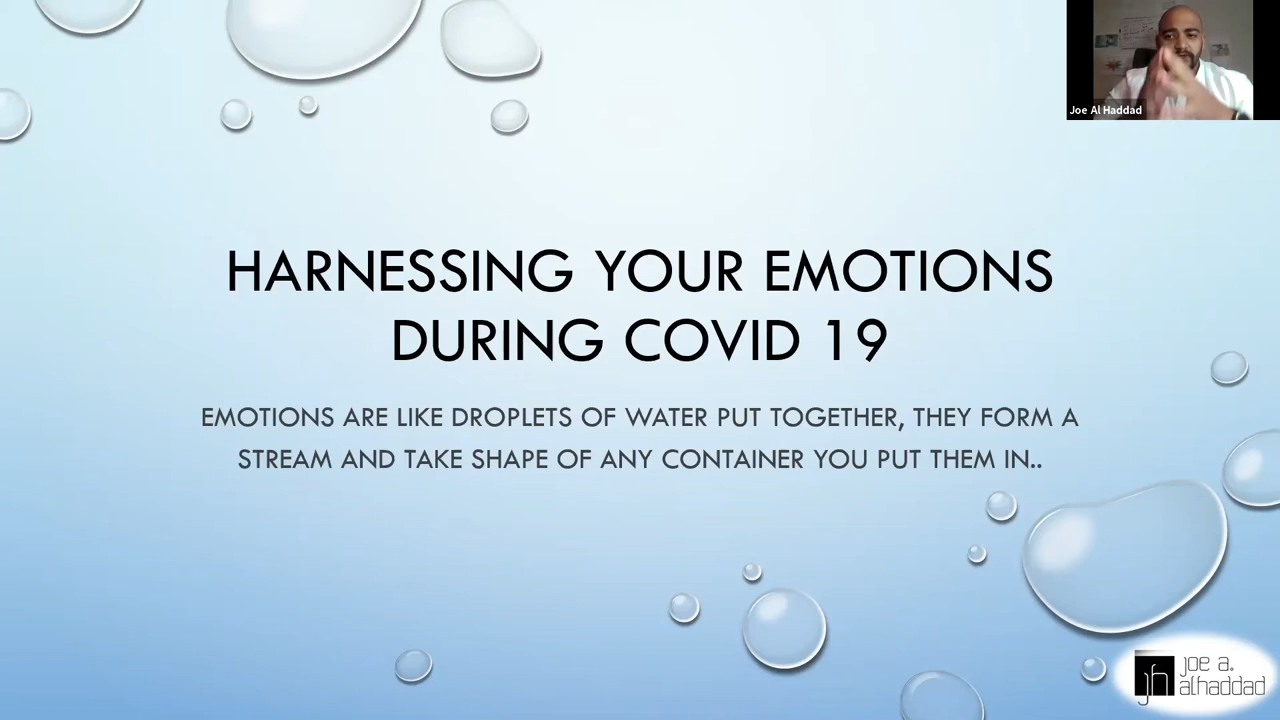 Joe Al Haddad
HARNESSING YOUR EMOTIONS
DURING COVID 19
EMOTIONS ARE LIKE DROPLETS OF WATER PUT TOGETHER, THEY FORM A
STREAM AND TAKE SHAPE OF ANY CONTAINER YOU PUT THEM IN..
jh
joe a.
alhaddad